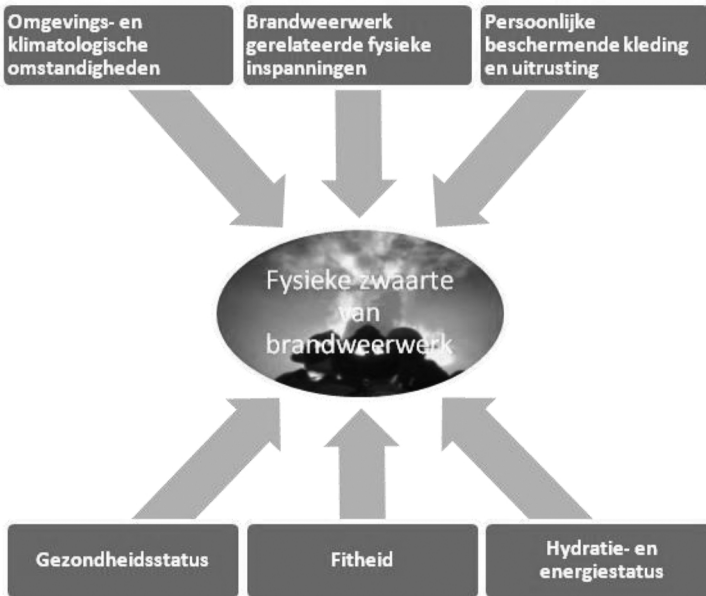 Omgevings- en
klimatologische
omstandigheden
Brandweerwerk
gerelateerde fysieke
inspanningen
Persoonlijke
beschermende kleding
en uitrusting
Fysieke zwaarte
van
brandweerwerk
Gezondheidsstatus
Fitheid
Hydratie- en
energiestatus